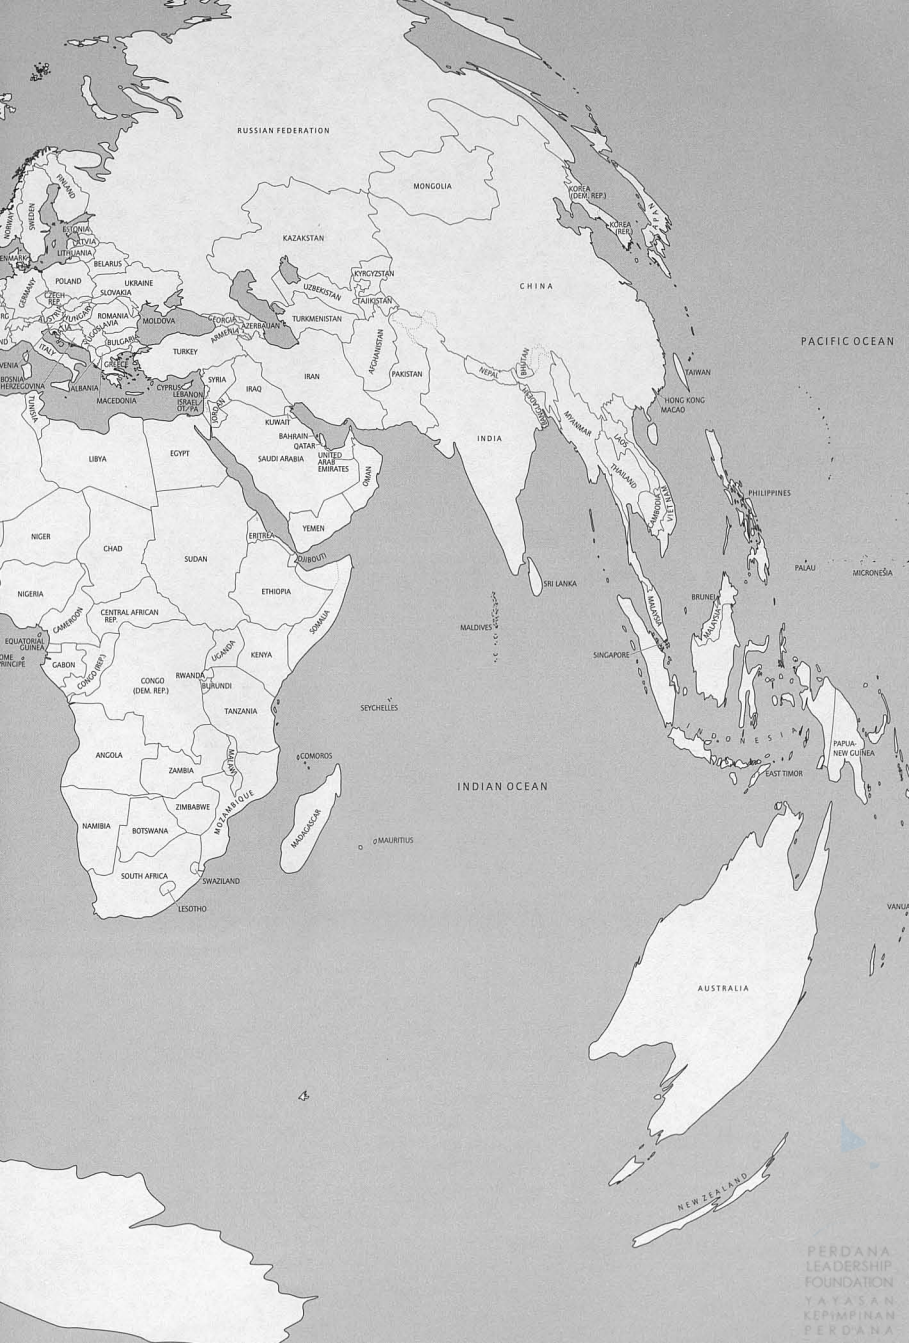 RUSSIAN FEDERATION
MONGOLIA
KOREA
(DEM. REP.)
KOREA
(REP.)
JAPAN
NORWAY
SWEDEN
FINLAND
ESTONIA
LATVIA
LITHUANIA
BELARUS
POLAND
GERMANY
CZECH
REP.
UKRAINE
SLOVAKIA
HUNGARY
ROMANIA
MOLDOVA
YUGOSLAVIA
BULGARIA
ITALY
GREECE
ALBANIA
MACEDONIA
BOSNIA
HERZEGOVINA
KAZAKSTAN
KYRGYZSTAN
UZBEKISTAN
TAJIKISTAN
TURKMENISTAN
CHINA
GEORGIA
ARMENIA
AZERBAIJAN
TURKEY
SYRIA
CYPRUS
LEBANON
ISRAEL/
OT/PA
JORDAN
IRAQ
IRAN
AFGHANISTAN
PAKISTAN
NEPAL
BHUTAN
BANGLADESH
INDIA
MYANMAR
LAOS
THAILAND
CAMBODIA
VIET NAM
TAIWAN
HONG KONG
MACAO
PACIFIC OCEAN
TUNISIA
LIBYA
EGYPT
KUWAIT
BAHRAIN
QATAR
SAUDI ARABIA
UNITED
ARAB
EMIRATES
OMAN
YEMEN
NIGER
CHAD
SUDAN
ERITREA
DJIBOUTI
ETHIOPIA
SOMALIA
NIGERIA
CAMEROON
CENTRAL AFRICAN
REP.
EQUATORIAL
GUINEA
GABON
CONGO (REP.)
CONGO
(DEM. REP.)
UGANDA
KENYA
RWANDA
BURUNDI
TANZANIA
SEYCHELLES
ANGOLA
ZAMBIA
MALAWI
COMOROS
MOZAMBIQUE
ZIMBABWE
NAMIBIA
BOTSWANA
MADAGASCAR
MAURITIUS
SOUTH AFRICA
SWAZILAND
LESOTHO
SRI LANKA
MALDIVES
PHILIPPINES
PALAU
MICRONESIA
BRUNEI
MALAYSIA
MALAYSIA
SINGAPORE
INDONESIA
PAPUA-
NEW GUINEA
EAST TIMOR
INDIAN OCEAN
AUSTRALIA
NEW ZEALAND
PERDANA
LEADERSHIP
FOUNDATION
YAYASAN
KEPIMPINAN
PERDANA